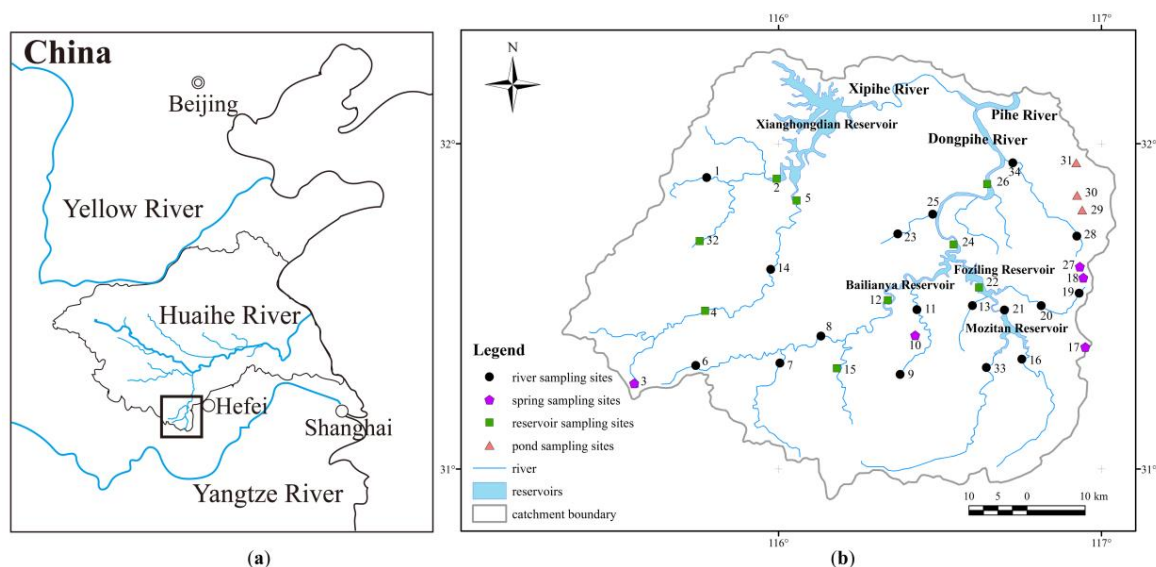 China
Beijing
Yellow River
Huaihe River
Hefei
Shanghai
Yangtze River
(a)
116°
117°
N
Xipihe River
Pihe River
Xianghongdian Reservoir
Dongpihe River
32°
32°
31
34
1
2
26
30
5
29
25
28
32
23
24
27
14
Foziling Reservoir
18
Bailianya Reservoir
22
19
12
4
11
13
21
20
Mozitan Reservoir
8
10
17
Legend
6
7
16
river sampling sites
3
15
9
33
spring sampling sites
reservoir sampling sites
pond sampling sites
river
31°
31°
reservoirs
catchment boundary
10 5 0 10 km
116°
117°
(b)